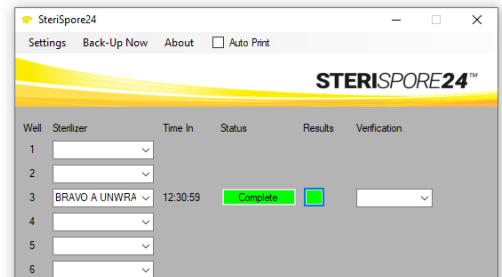 SteriSpore24
Settings Back-Up Now About Auto Print
STERISPORE24™
Well Sterilizer Time In Status Results Verification
1
2
3 BRAVO A UNWRA 12:30:59 Complete
4
5
6